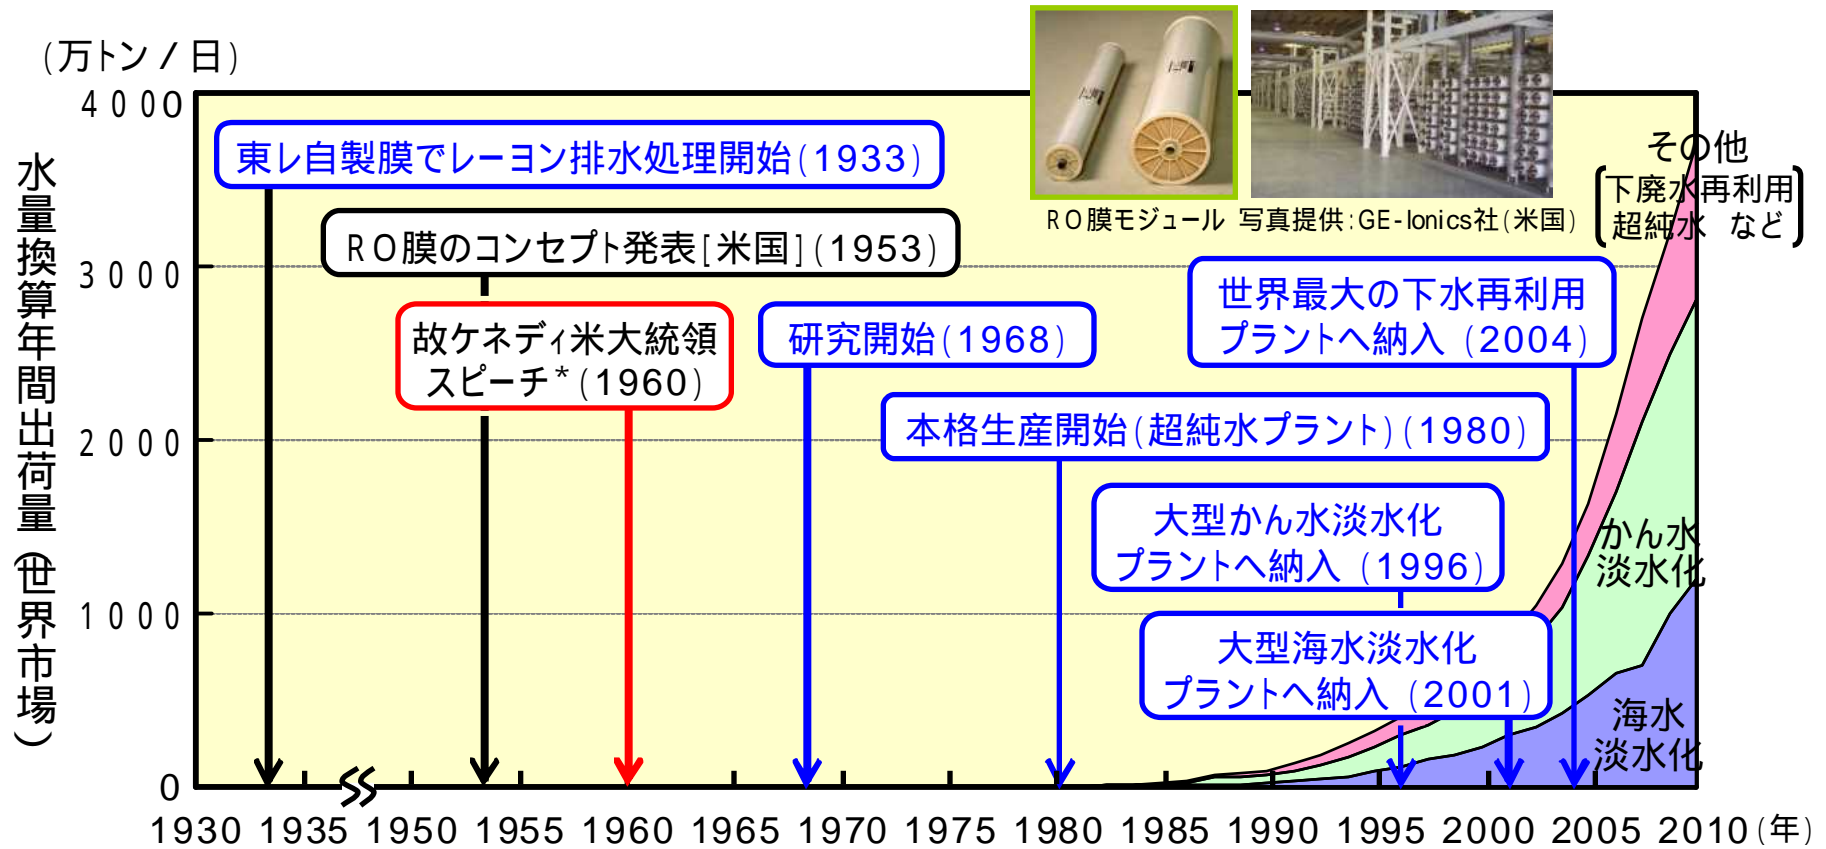 (万トン/日)
4000
3000
2000
1000
0
水量換算年間出荷量(世界市場)
東レ自製膜でレーヨン排水処理開始(1933)
RO膜のコンセプト発表[米国](1953)
故ケネディ米大統領
スピーチ*(1960)
研究開始(1968)
本格生産開始(超純水プラント)(1980)
大型かん水淡水化
プラントへ納入 (1996)
大型海水淡水化
プラントへ納入 (2001)
世界最大の下水再利用
プラントへ納入 (2004)
RO膜モジュール 写真提供:GE-Ionics社(米国)
その他
下廃水再利用
超純水 など
かん水
淡水化
海水
淡水化
1930 1935 1950 1955 1960 1965 1970 1975 1980 1985 1990 1995 2000 2005 2010(年)